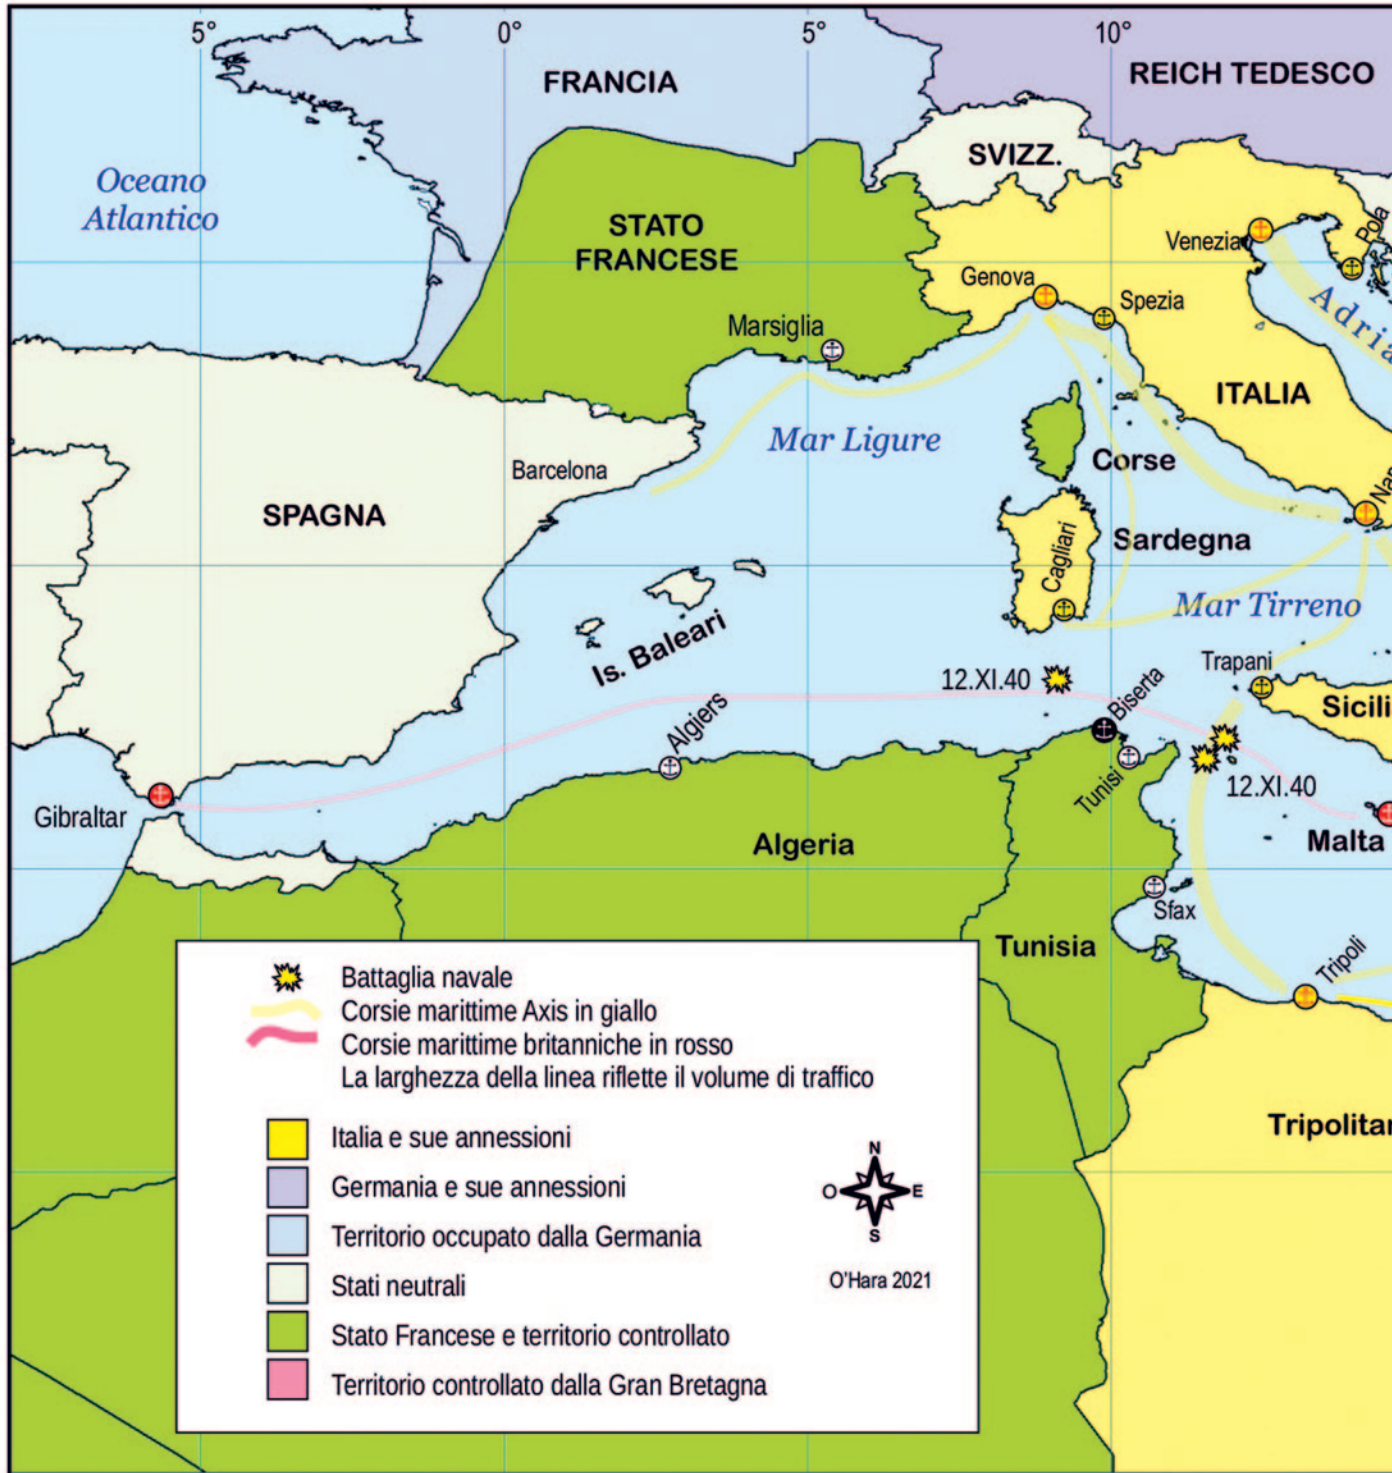 5° 0° 5° 10°
FRANCIA
REICH TEDESCO
SVIZZ.
Oceano
Atlantico
STATO
FRANCESE
Venezia
Pola
Genova
Spezia
Adria
Marsiglia
ITALIA
Mar Ligure
Corse
Barcelona
SPAGNA
Nap
Sardegna
Cagliari
Mar Tirreno
Is. Baleari
Trapani
12.XI.40
Biserta
Sicili
Algiers
Tunisi
12.XI.40
Gibraltar
Malta
Algeria
Sfax
Tunisia
Tripoli
Battaglia navale
Corsie marittime Axis in giallo
Corsie marittime britanniche in rosso
La larghezza della linea riflette il volume di traffico
Tripolitan
Italia e sue annessioni
Germania e sue annessioni
Territorio occupato dalla Germania
Stati neutrali
Stato Francese e territorio controllato
Territorio controllato dalla Gran Bretagna
N
O E
S
O'Hara 2021